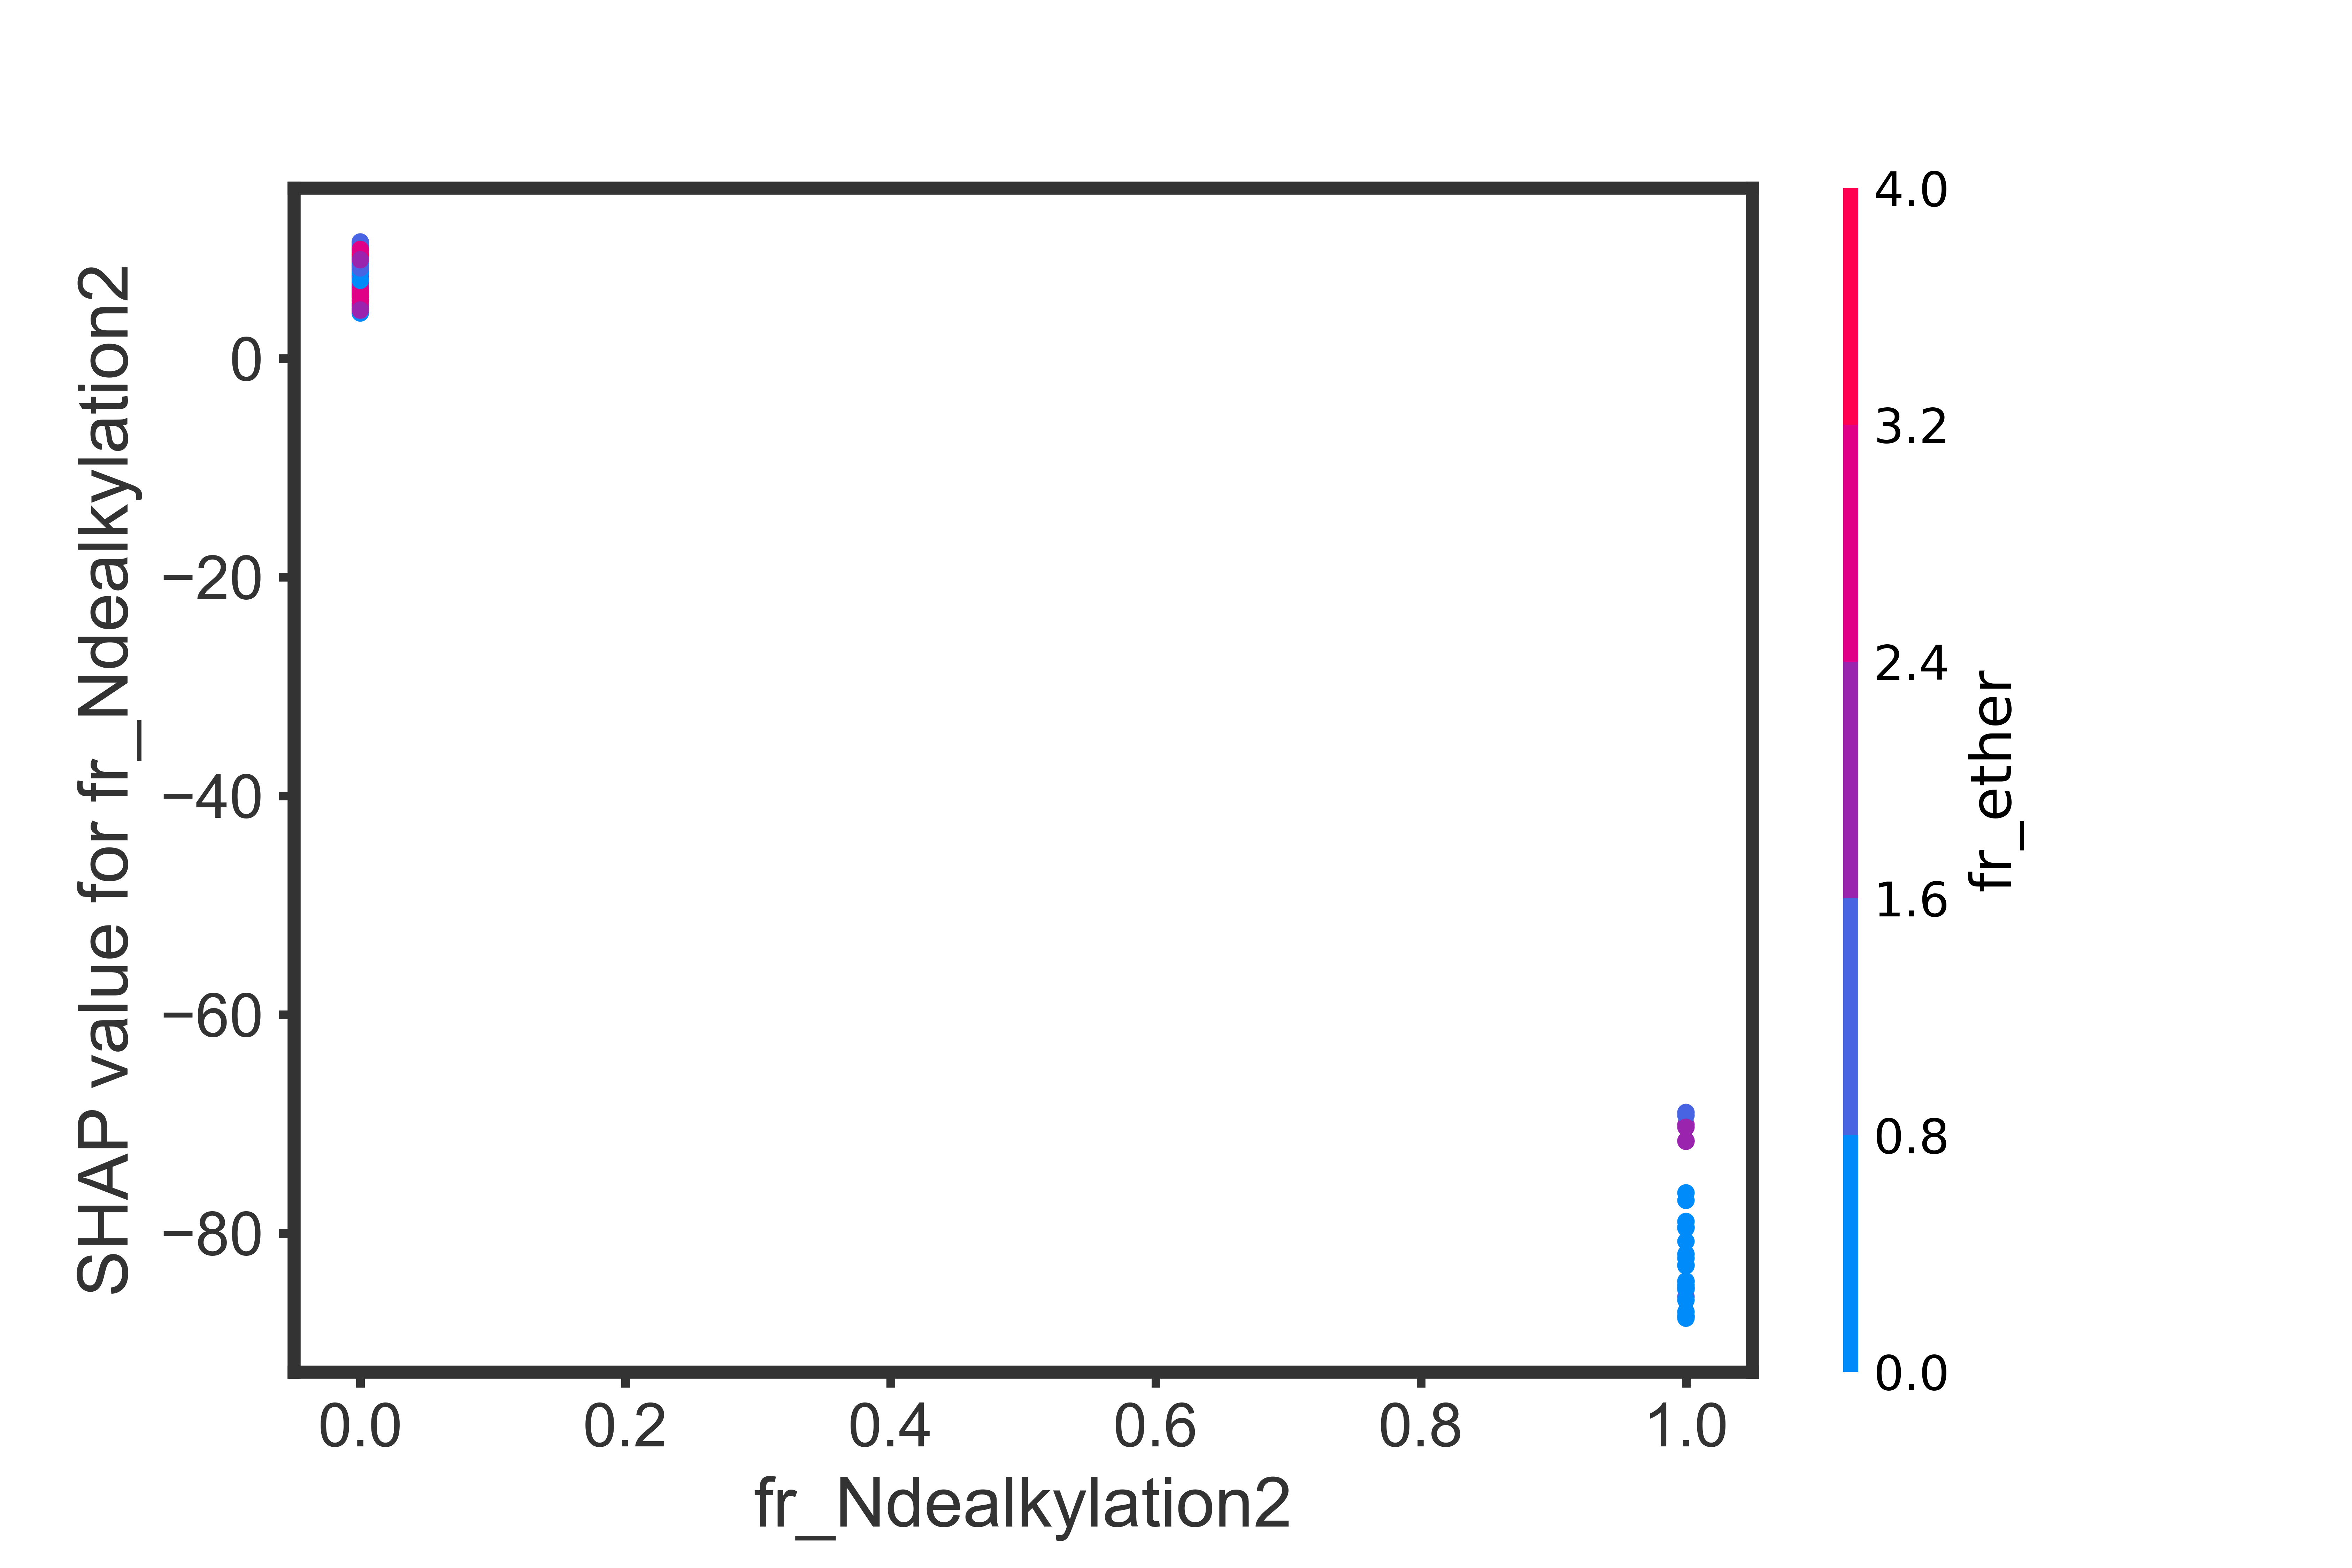 SHAP value for fr_Ndealkylation2
0
−20
−40
−60
−80
0.0 0.2 0.4 0.6 0.8 1.0
fr_Ndealkylation2
4.0
3.2
2.4
1.6
0.8
0.0
fr_ether